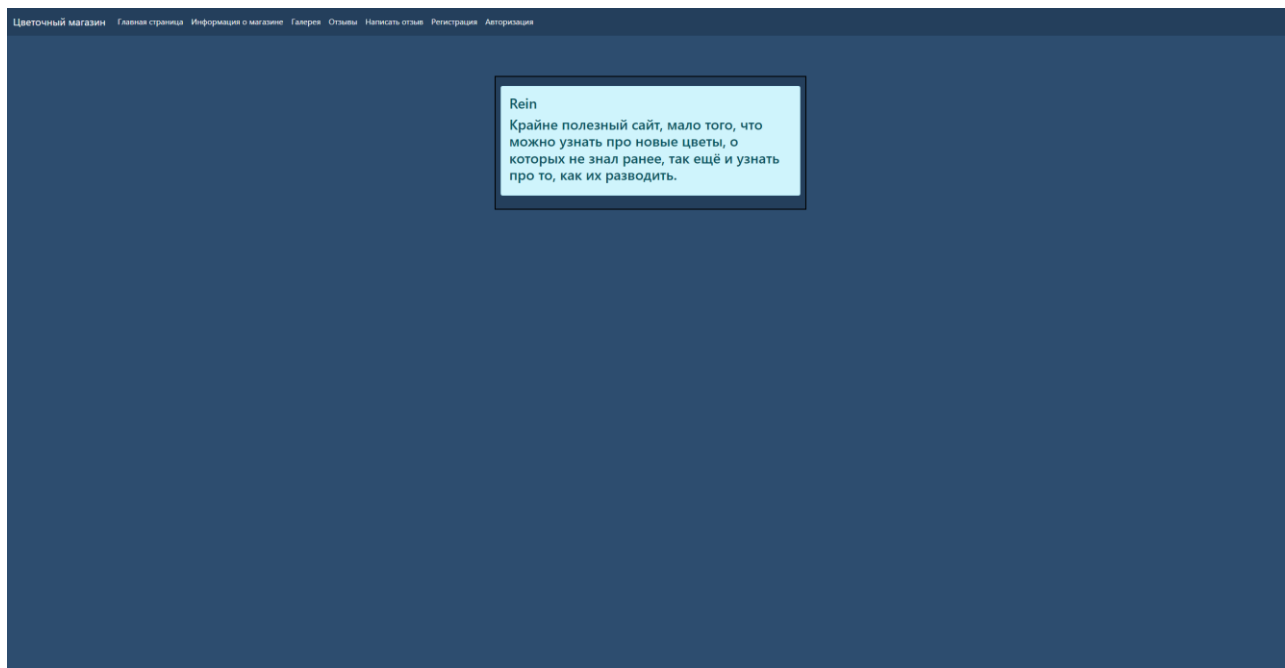 Цветочный магазин Главная страница Информация о магазине Галерея Отзывы Написать отзыв Регистрация Авторизация
Rein
Крайне полезный сайт, мало того, что
можно узнать про новые цветы, о
которых не знал ранее, так ещё и узнать
про то, как их разводить.